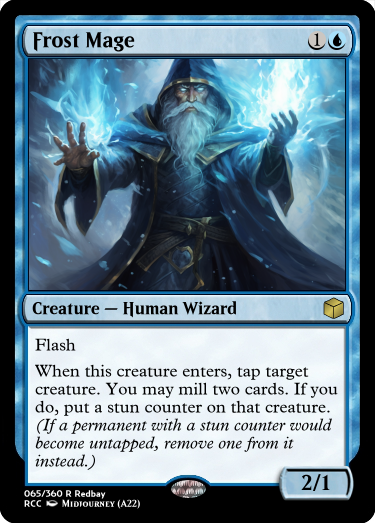 Frost Mage 1
Creature — Human Wizard
Flash
When this creature enters, tap target
creature. You may mill two cards. If you
do, put a stun counter on that creature.
(If a permanent with a stun counter would
become untapped, remove one from it
instead.)
2/1
065/360 R Redbay
RCC Midjourney (A22)